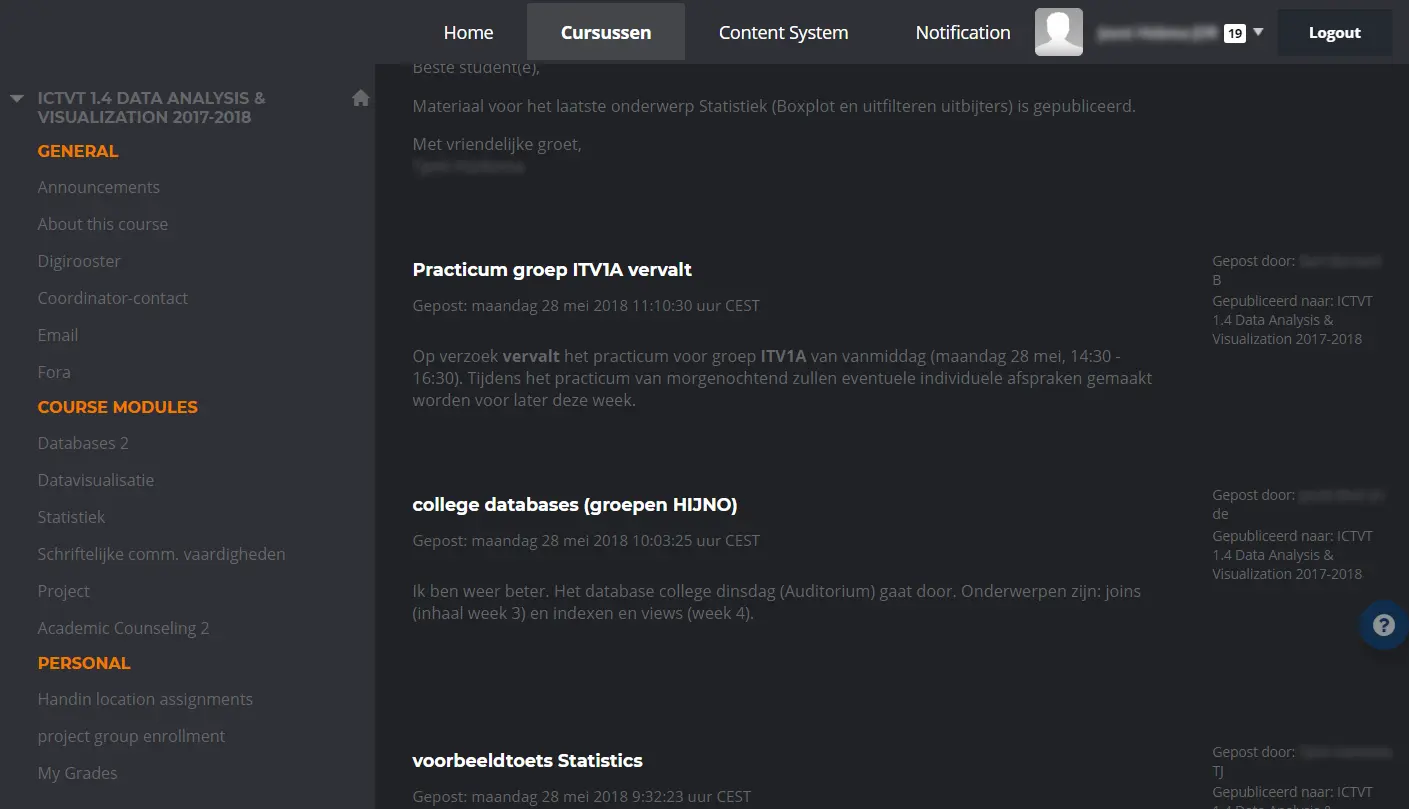 Home
Cursussen
Content System
Notification
19
Logout
ICTVT 1.4 DATA ANALYSIS &
VISUALIZATION 2017-2018
GENERAL
Announcements
About this course
Digirooster
Coordinator-contact
Email
Fora
COURSE MODULES
Databases 2
Datavisualisatie
Statistiek
Schriftelijke comm. vaardigheden
Project
Academic Counseling 2
PERSONAL
Handin location assignments
project group enrollment
My Grades
Beste student(e),
Materiaal voor het laatste onderwerp Statistiek (Boxplot en uitfilteren uitbijters) is gepubliceerd.
Met vriendelijke groet,
Practicum groep ITV1A vervalt
Gepost: maandag 28 mei 2018 11:10:30 uur CEST
Op verzoek vervalt het practicum voor groep ITV1A van vanmiddag (maandag 28 mei, 14:30 -
16:30). Tijdens het practicum van morgenochtend zullen eventuele individuele afspraken gemaakt
worden voor later deze week.
Gepost door:
B
Gepubliceerd naar: ICTVT
1.4 Data Analysis &
Visualization 2017-2018
college databases (groepen HIJNO)
Gepost: maandag 28 mei 2018 10:03:25 uur CEST
Ik ben weer beter. Het database college dinsdag (Auditorium) gaat door. Onderwerpen zijn: joins
(inhaal week 3) en indexen en views (week 4).
Gepost door:
de
Gepubliceerd naar: ICTVT
1.4 Data Analysis &
Visualization 2017-2018
?
voorbeeldtoets Statistics
Gepost: maandag 28 mei 2018 9:32:23 uur CEST
Gepost door:
TJ
Gepubliceerd naar: ICTVT
1.4 Data Analysis &